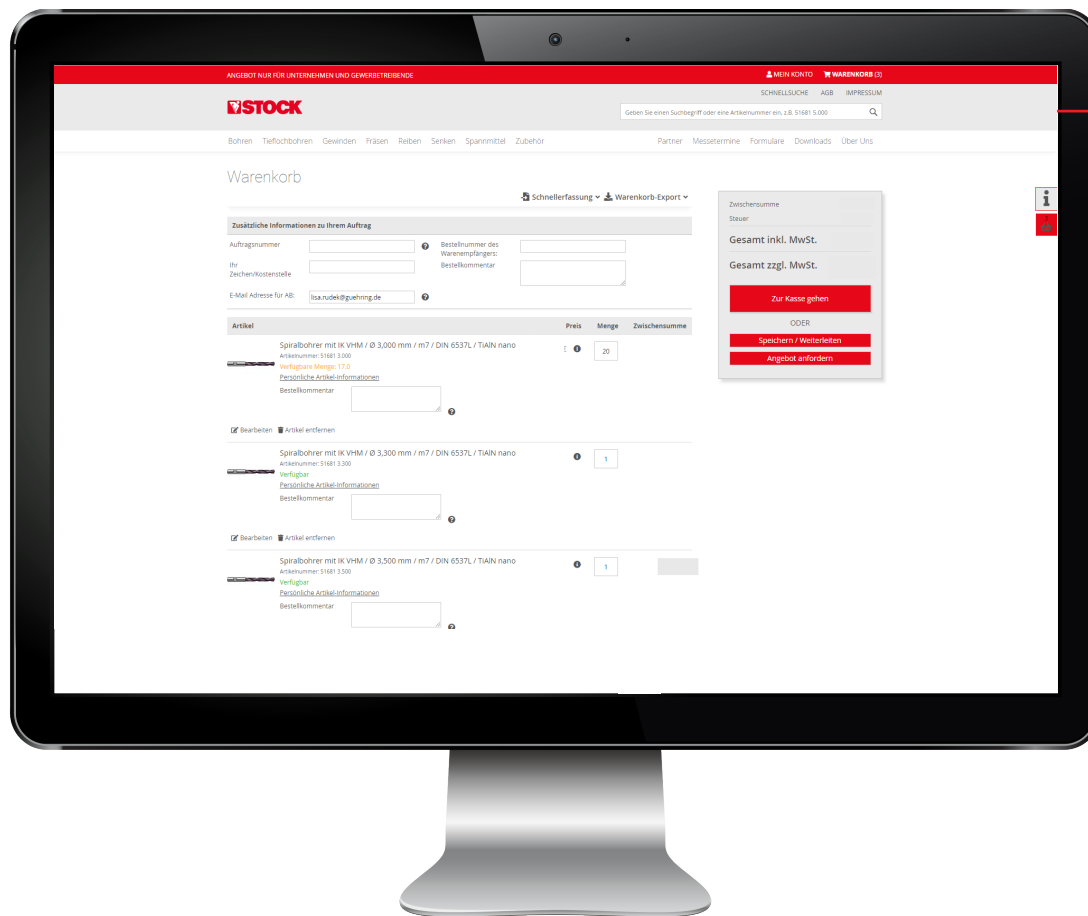 ANGEBOT NUR FÜR UNTERNEHMEN UND GEWERBETREIBENDE
MEIN KONTO WARENKORB (3)
SCHNELLSUCHE AGB IMPRESSUM
STOCK
Geben Sie einen Suchbegriff oder eine Artikelnummer ein, z.B. 51681 5.000
Bohren Tieflochbohren Gewinden Fräsen Reiben Senken Spannmittel Zubehör Partner Messetermine Formulare Downloads Über Uns
Warenkorb
Schnellerfassung Warenkorb-Export
Zusätzliche Informationen zu Ihrem Auftrag
Auftragsnummer
Bestellnummer des
Warenempfängers:
Ihr
Zeichen/Kostenstelle
Bestellkommentar
E-Mail Adresse für AB: lisa.rudek@guehring.de
Zwischensumme
Steuer
Gesamt inkl. MwSt.
Gesamt zzgl. MwSt.
Zur Kasse gehen
ODER
Speichern / Weiterleiten
Angebot anfordern
Artikel Preis Menge Zwischensumme
Spiralbohrer mit IK VHM / Ø 3,000 mm / m7 / DIN 6537L / TiAlN nano
20
Artikelnummer: 51681 3.000
Verfügbare Menge: 17.0
Persönliche Artikel-Informationen
Bestellkommentar
Bearbeiten Artikel entfernen
Spiralbohrer mit IK VHM / Ø 3,300 mm / m7 / DIN 6537L / TiAlN nano
1
Artikelnummer: 51681 3.300
Verfügbar
Persönliche Artikel-Informationen
Bestellkommentar
Bearbeiten Artikel entfernen
Spiralbohrer mit IK VHM / Ø 3,500 mm / m7 / DIN 6537L / TiAlN nano
1
Artikelnummer: 51681 3.500
Verfügbar
Persönliche Artikel-Informationen
Bestellkommentar